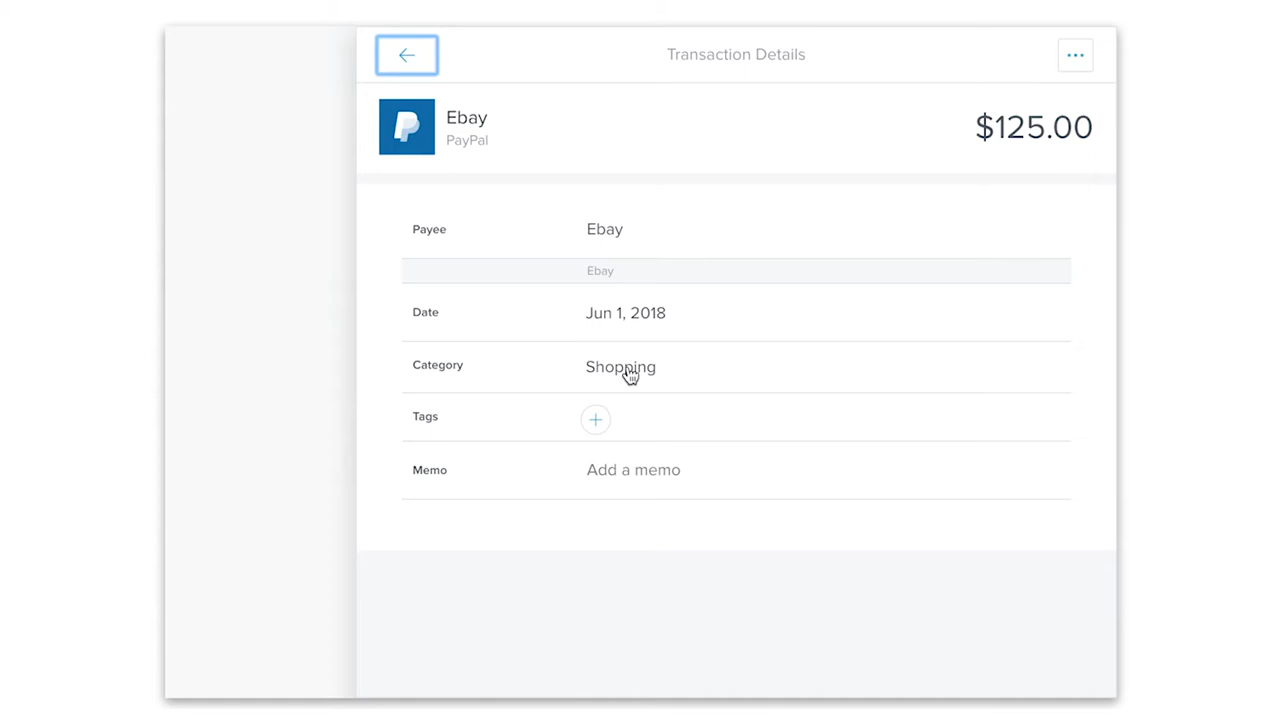 Transaction Details
Ebay
PayPal
$125.00
Payee Ebay
Ebay
Date Jun 1, 2018
Category Shopping
Tags
Memo Add a memo